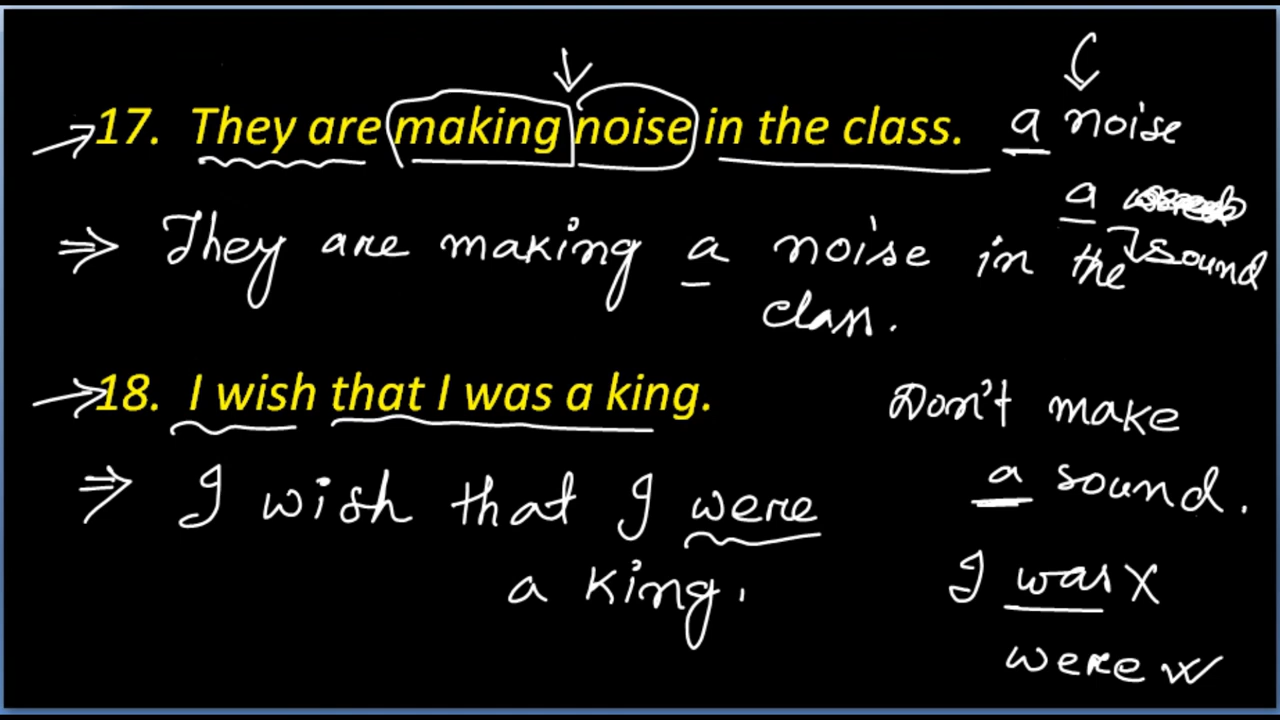 17. They are making noise in the class. a noise
a
sound
⇒ They are making a noise in the
class.
18. I wish that I was a king.
⇒ I wish that I were
a king.
Don't make
a sound.
I was X
were